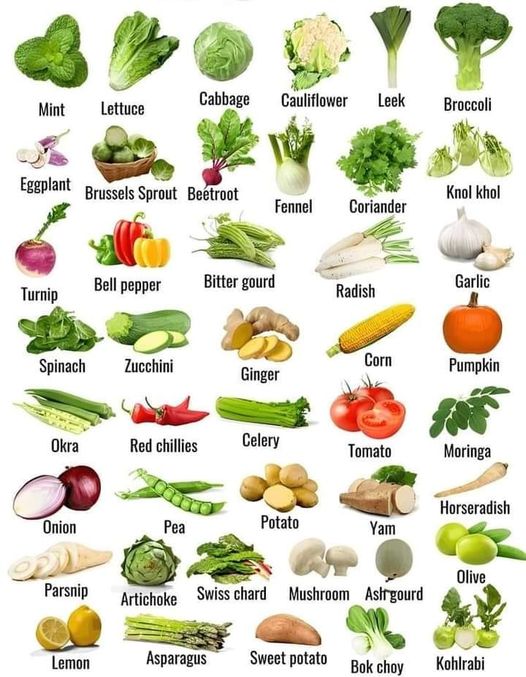 Mint
Lettuce
Cabbage
Cauliflower
Leek
Broccoli
Eggplant
Brussels Sprout
Beetroot
Fennel
Coriander
Knol khol
Turnip
Bell pepper
Bitter gourd
Radish
Garlic
Spinach
Zucchini
Ginger
Corn
Pumpkin
Okra
Red chillies
Celery
Tomato
Moringa
Onion
Pea
Potato
Yam
Horseradish
Parsnip
Artichoke
Swiss chard
Mushroom
Ash gourd
Olive
Lemon
Asparagus
Sweet potato
Bok choy
Kohlrabi